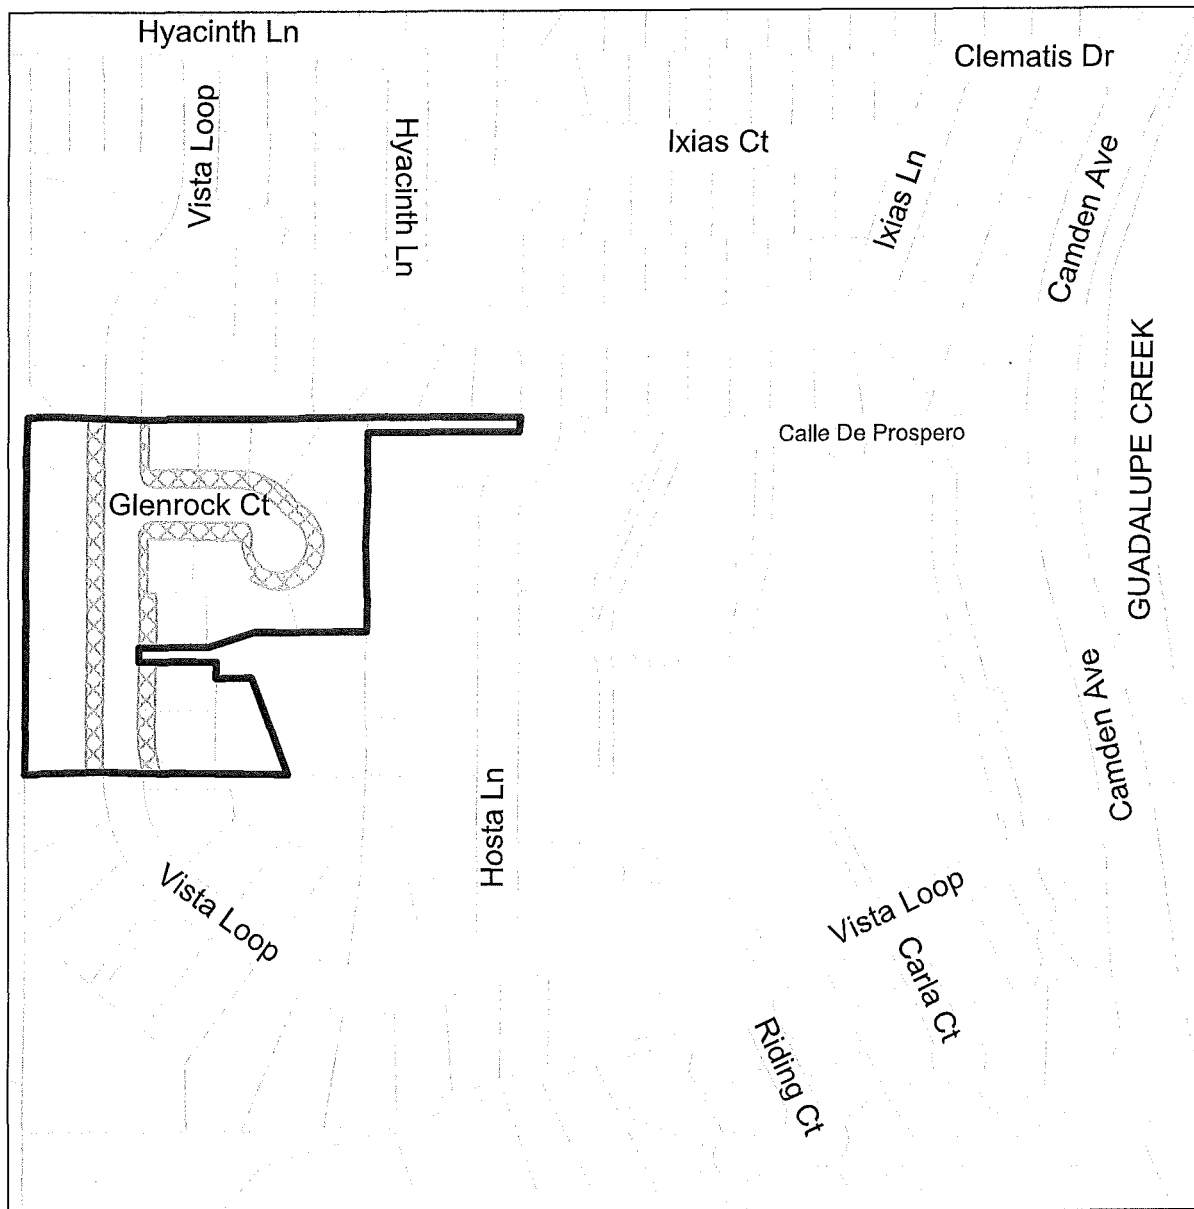 Hyacinth Ln
Clematis Dr
Vista Loop
Hyacinth Ln
Ixias Ct
Ixias Ln
Camden Ave
GUADALUPE CREEK
Calle De Prospero
Glenrock Ct
Camden Ave
Hosta Ln
Vista Loop
Vista Loop
Carla Ct
Riding Ct